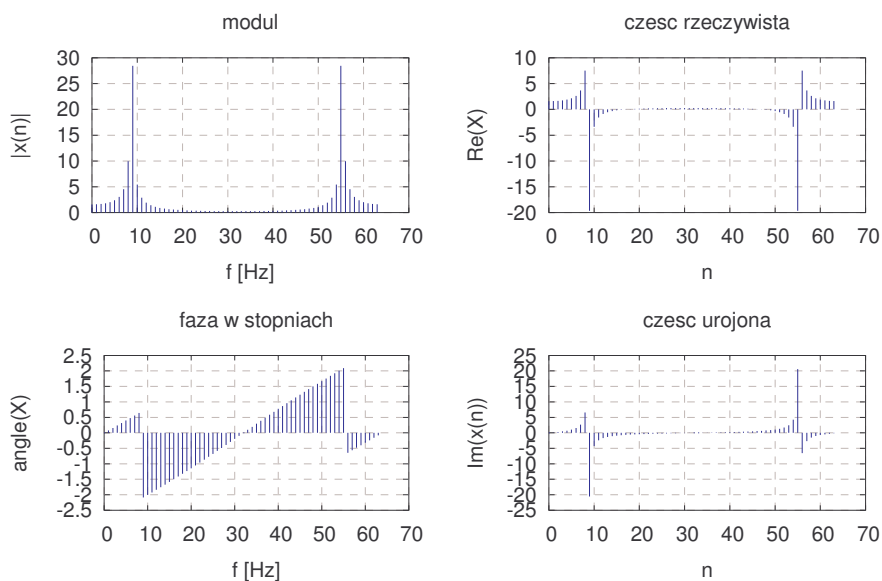 modul
|x(n)|
30
25
20
15
10
5
0
0 10 20 30 40 50 60 70
f [Hz]
czesc rzeczywista
Re(X)
10
5
0
-5
-10
-15
-20
0 10 20 30 40 50 60 70
n
faza w stopniach
angle(X)
2.5
2
1.5
1
0.5
0
-0.5
-1
-1.5
-2
-2.5
0 10 20 30 40 50 60 70
f [Hz]
czesc urojona
Im(x(n))
25
20
15
10
5
0
-5
-10
-15
-20
-25
0 10 20 30 40 50 60 70
n